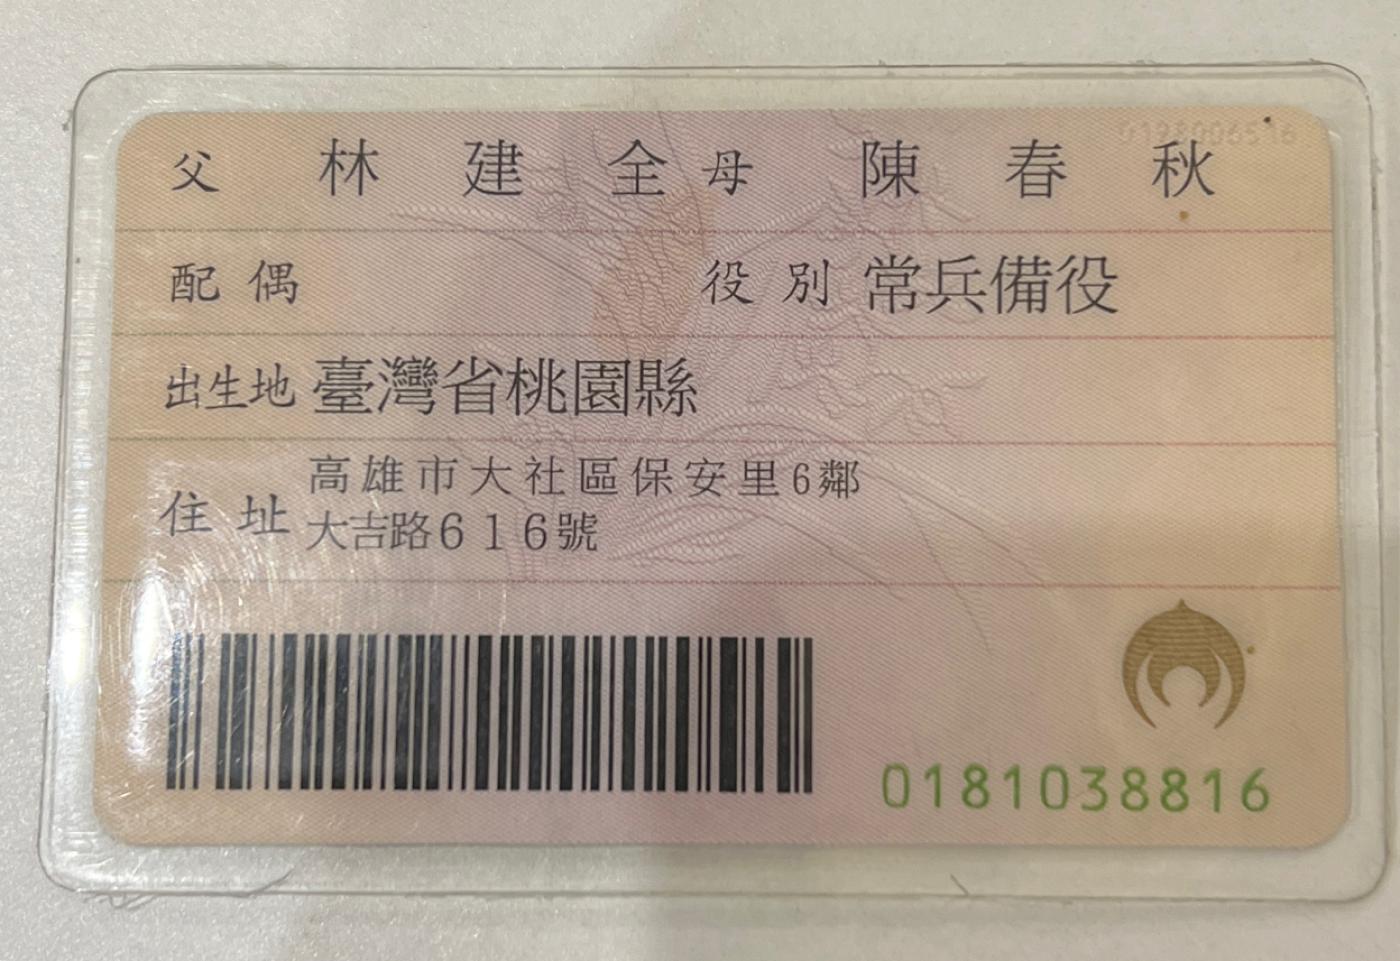 父 林建全 母 陳春秋
配偶 役別 常兵備役
出生地 臺灣省桃園縣
住址 高雄市大社區保安里6鄰
大吉路616號
0181038816